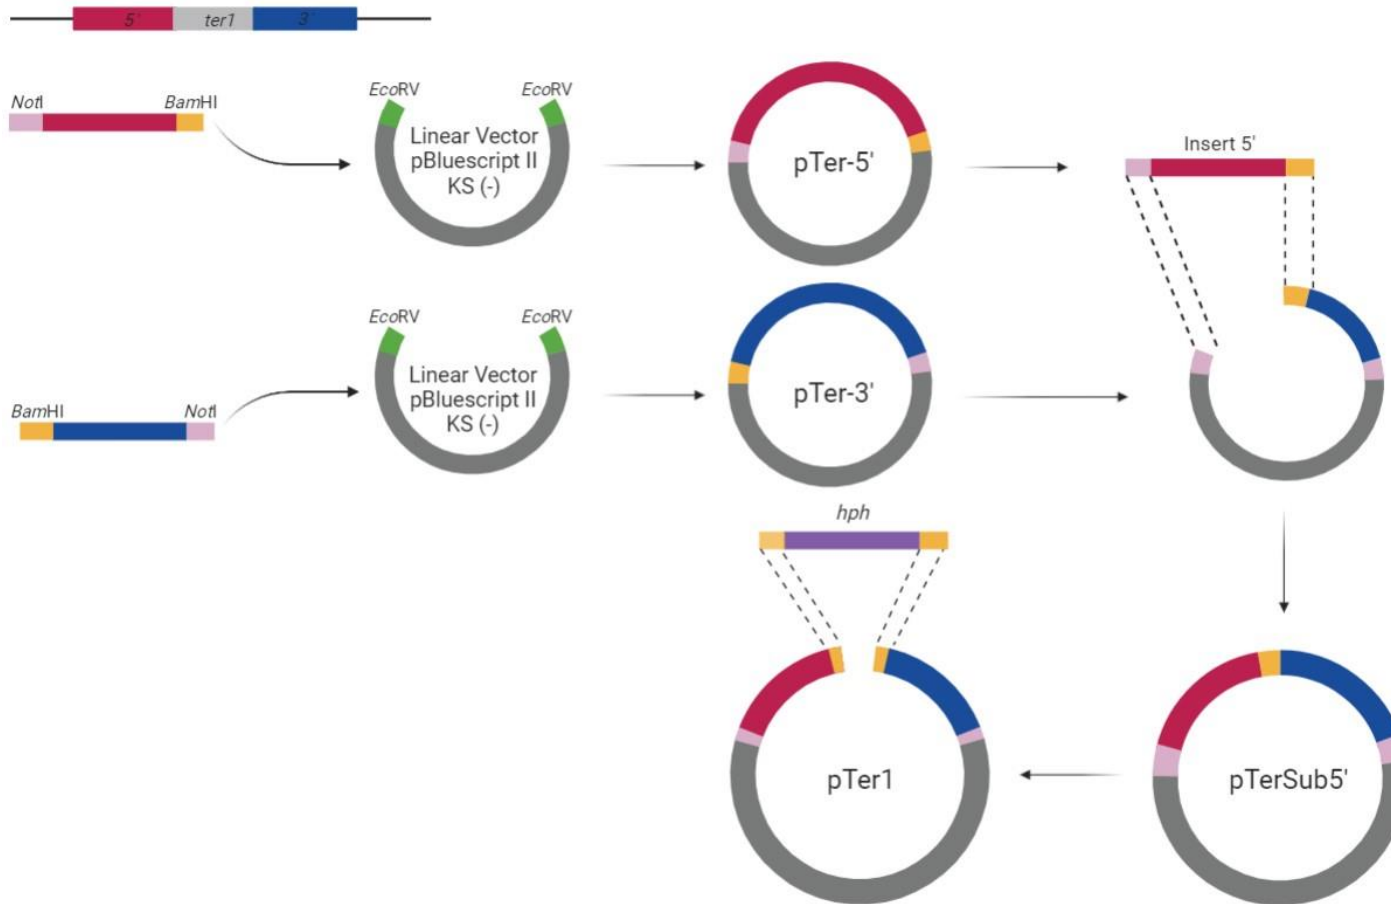 5´ ter1 3´
NotI BamHI
EcoRV EcoRV
Linear Vector
pBluescript II
KS (-)
pTer-5'
Insert 5'
BamHI NotI
EcoRV EcoRV
Linear Vector
pBluescript II
KS (-)
pTer-3'
hph
pTer1
pTerSub5'